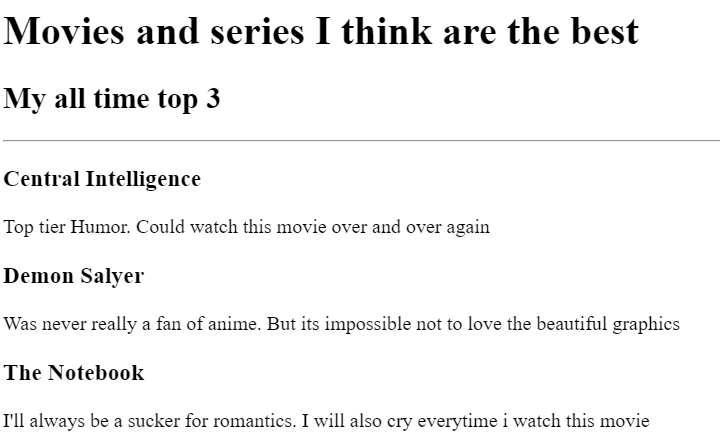 Movies and series I think are the best
My all time top 3
Central Intelligence
Top tier Humor. Could watch this movie over and over again
Demon Salyer
Was never really a fan of anime. But its impossible not to love the beautiful graphics
The Notebook
I'll always be a sucker for romantics. I will also cry everytime i watch this movie